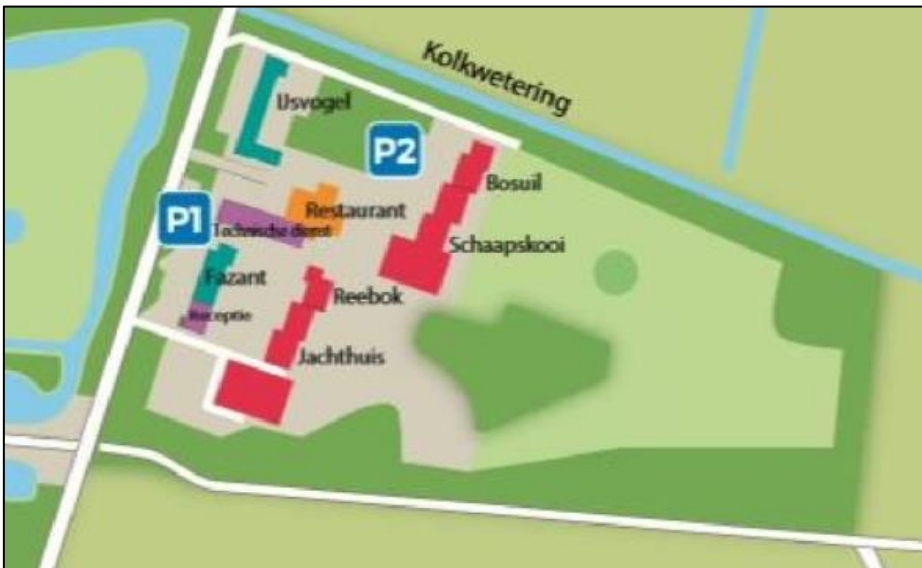 Kolkwetering
IJsvogel
P2
Bosuil
P1
Restaurant
Technische dienst
Schaapskooi
Fazant
Reebok
Receptie
Jachthuis